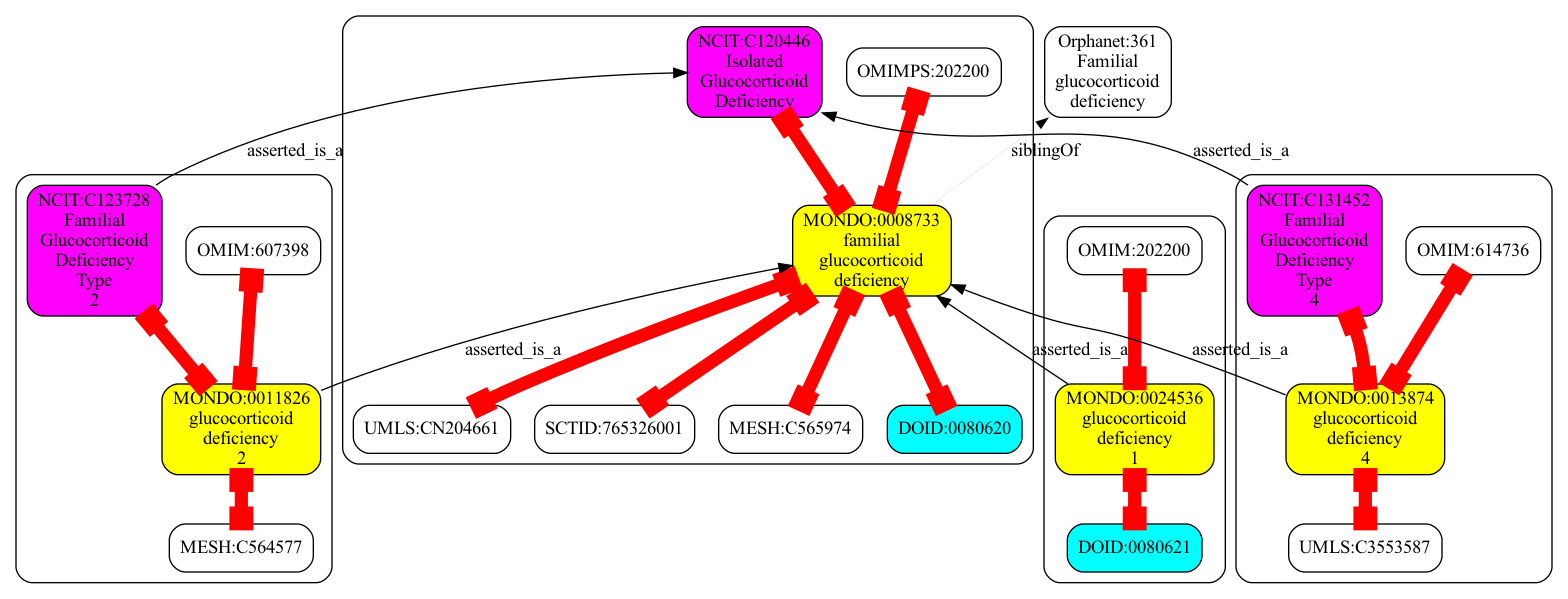 NCIT:C120446
Isolated
Glucocorticoid
Deficiency
OMIMPS:202200
Orphanet:361
Familial
glucocorticoid
deficiency
asserted_is_a
siblingOf
asserted_is_a
NCIT:C123728
Familial
Glucocorticoid
Deficiency
Type
2
OMIM:607398
MONDO:0008733
familial
glucocorticoid
deficiency
OMIM:202200
NCIT:C131452
Familial
Glucocorticoid
Deficiency
Type
4
OMIM:614736
asserted_is_a
asserted_is_a
asserted_is_a
MONDO:0011826
glucocorticoid
deficiency
2
UMLS:CN204661
SCTID:765326001
MESH:C565974
DOID:0080620
MONDO:0024536
glucocorticoid
deficiency
1
MONDO:0013874
glucocorticoid
deficiency
4
MESH:C564577
DOID:0080621
UMLS:C3553587